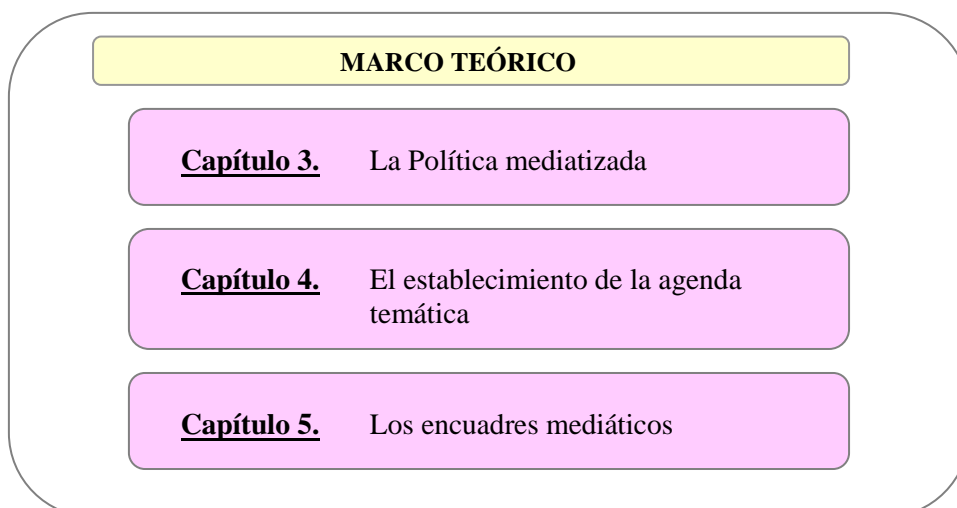 MARCO TEÓRICO
Capítulo 3. La Política mediatizada
Capítulo 4. El establecimiento de la agenda
temática
Capítulo 5. Los encuadres mediáticos